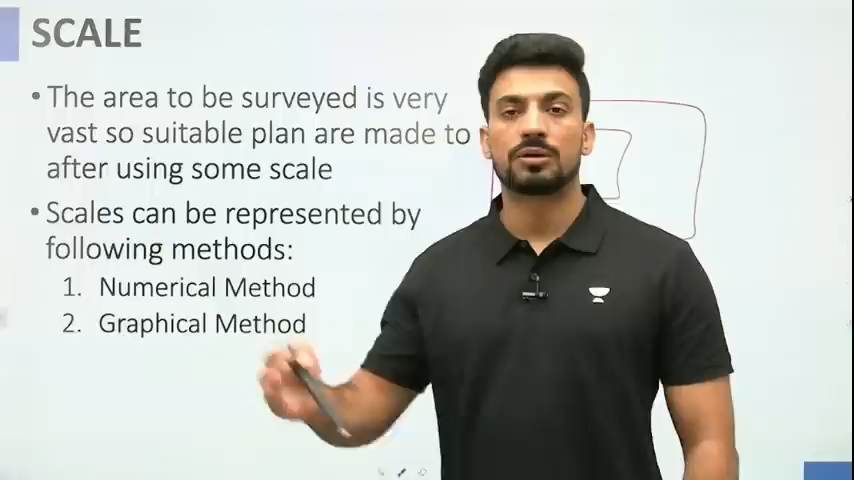 SCALE
• The area to be surveyed is very
vast so suitable plan are made to
after using some scale
• Scales can be represented by
following methods:
1. Numerical Method
2. Graphical Method